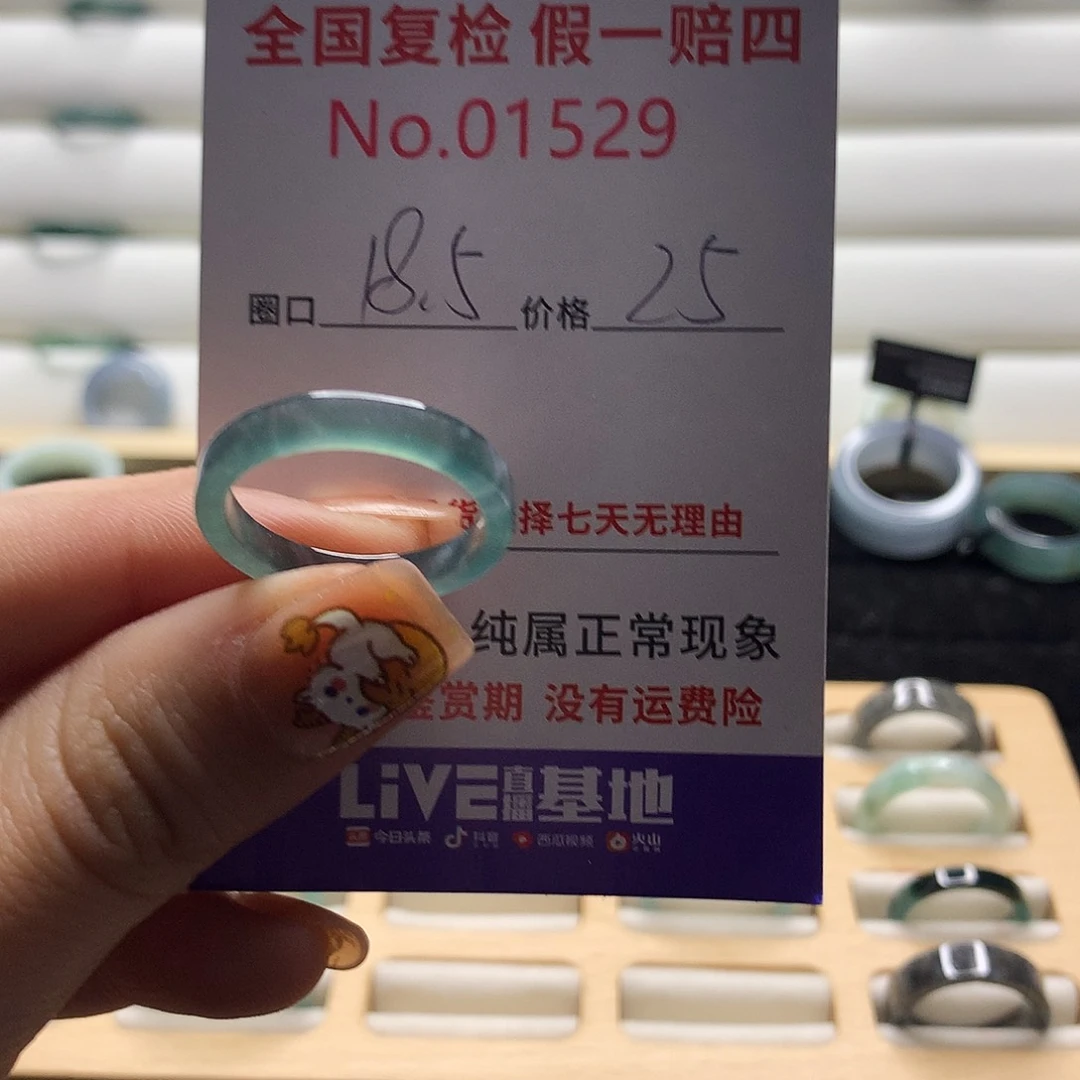 全国复检 假一赔四
No.01529
圈口 18.5 价格 25
货 择七天无理由
纯属正常现象
鉴赏期 没有运费险
LiVE直播基地
今日头条 抖音 西瓜视频 火山